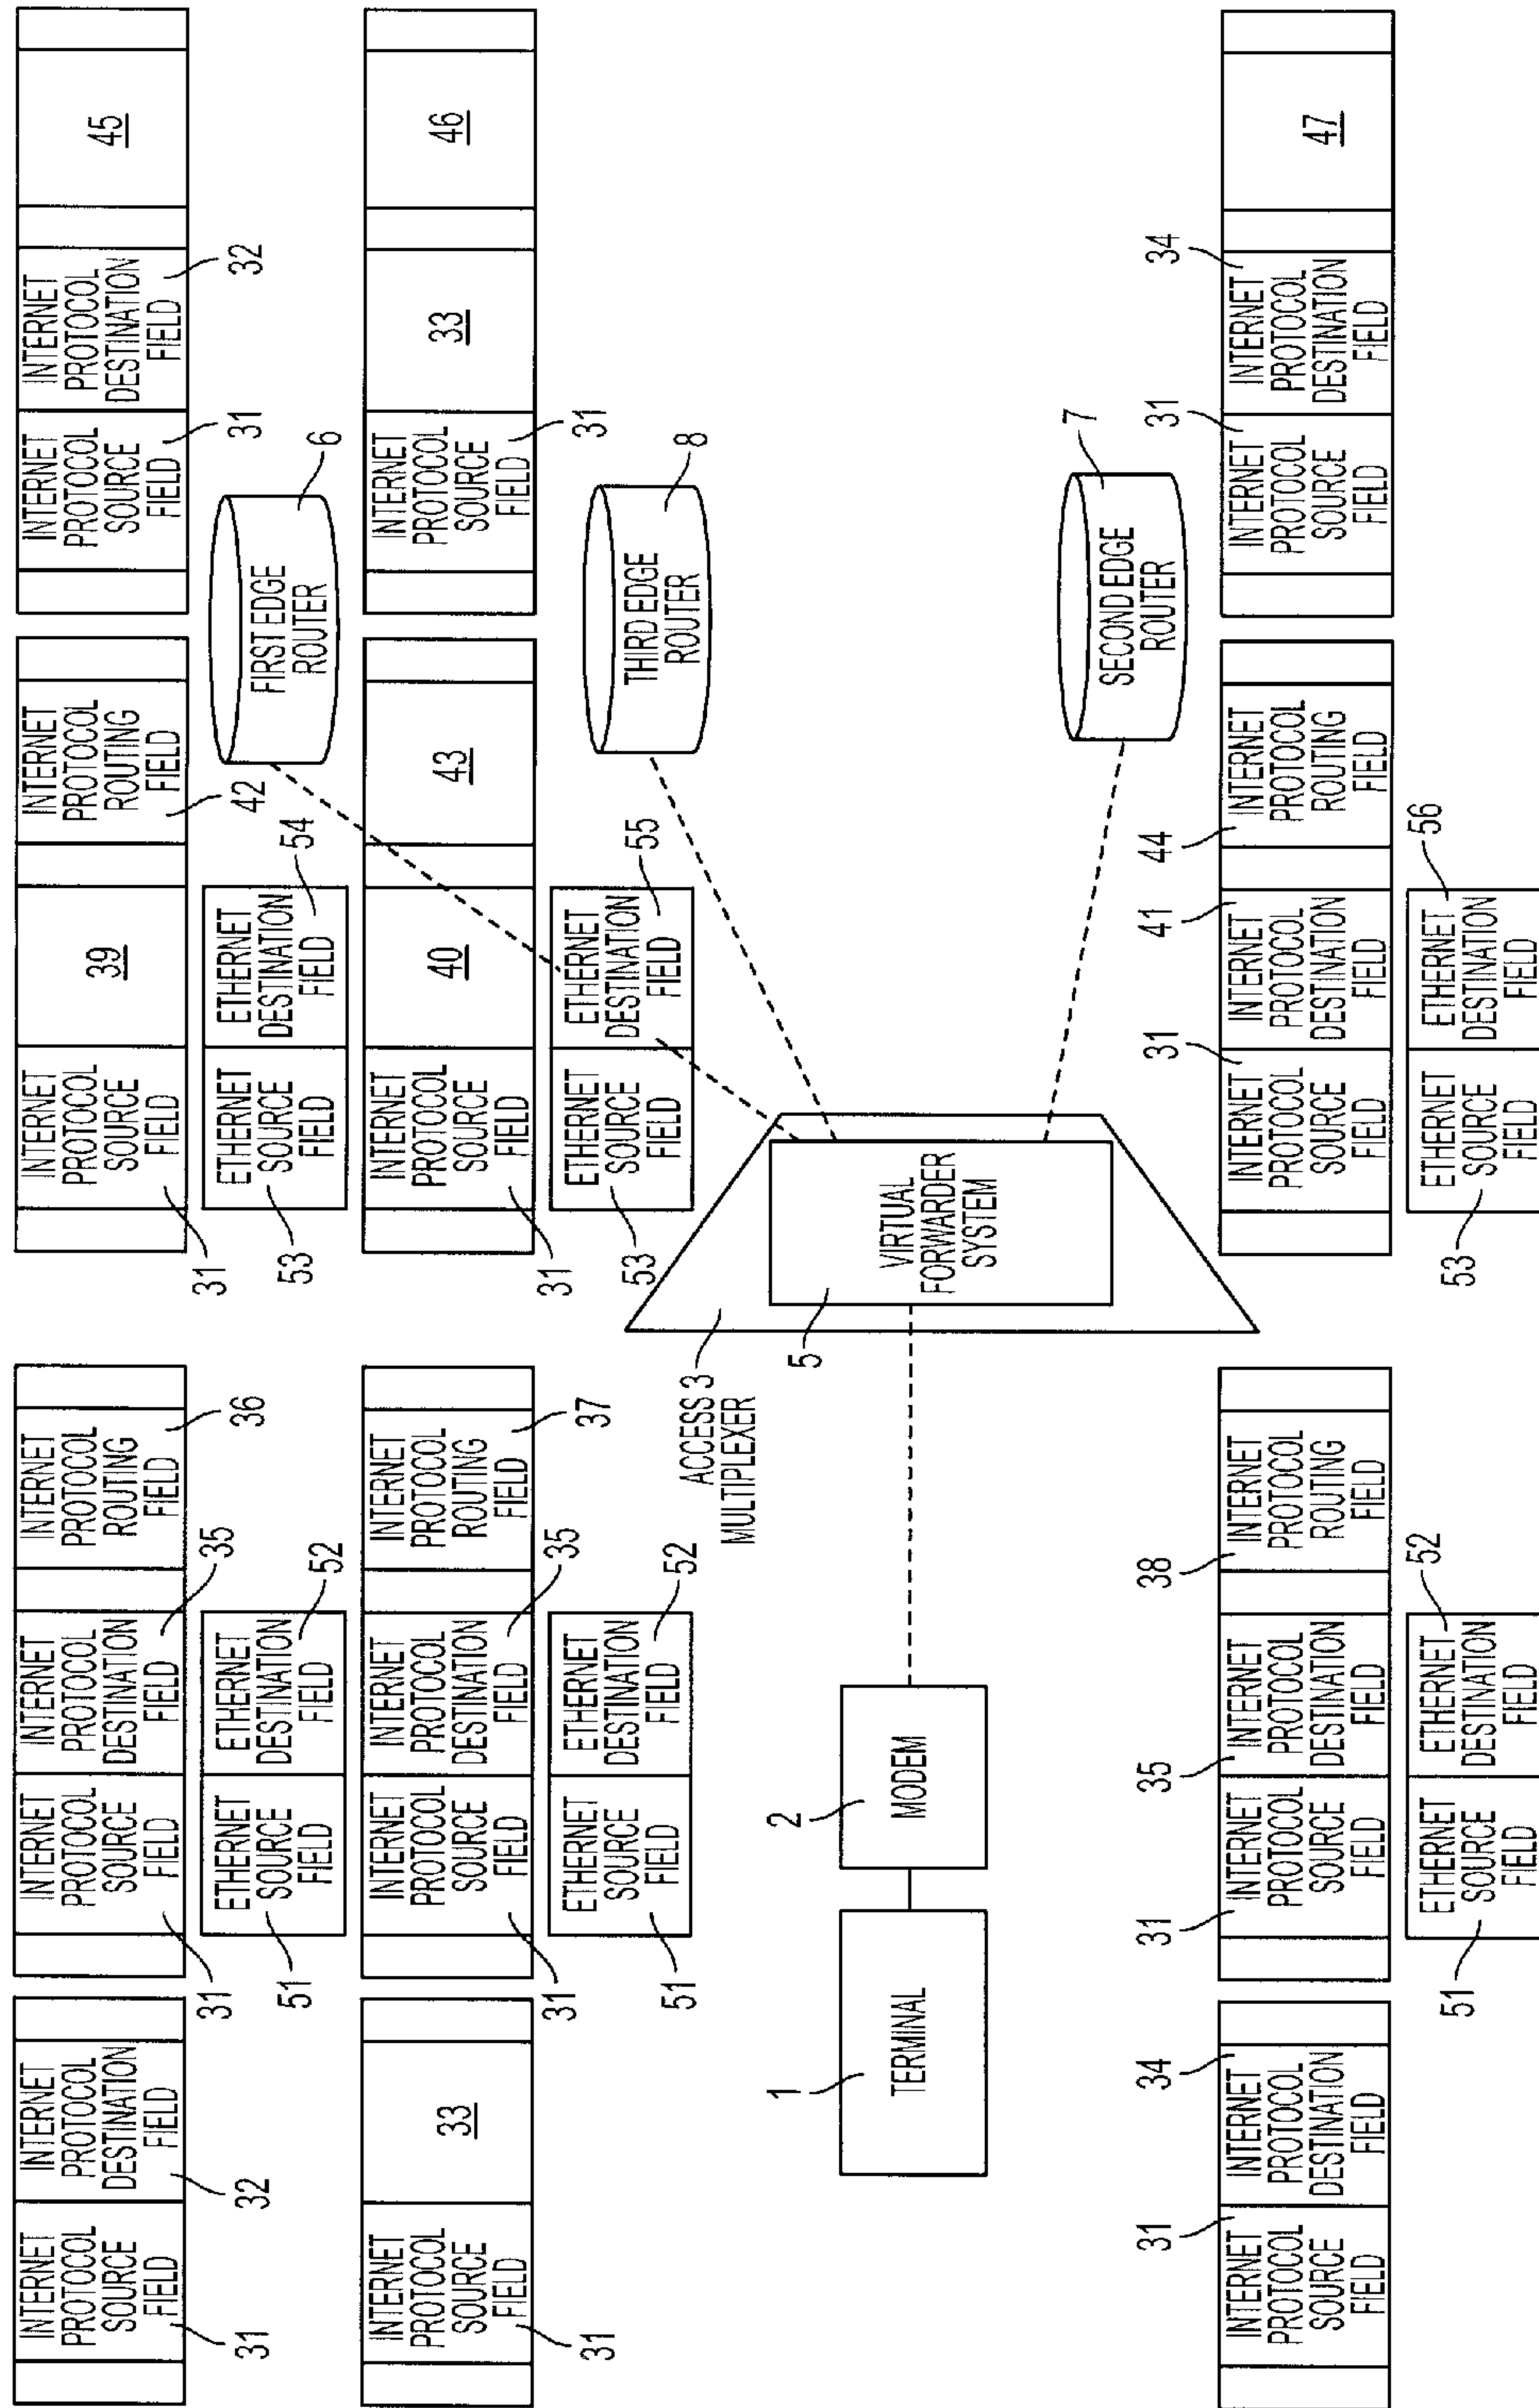 INTERNET
PROTOCOL
SOURCE
FIELD
31
INTERNET
PROTOCOL
DESTINATION
FIELD
32
INTERNET
PROTOCOL
SOURCE
FIELD
31
INTERNET
PROTOCOL
DESTINATION
FIELD
35
INTERNET
PROTOCOL
ROUTING
FIELD
36
ETHERNET
SOURCE
FIELD
51
ETHERNET
DESTINATION
FIELD
52
INTERNET
PROTOCOL
SOURCE
FIELD
31
39
INTERNET
PROTOCOL
ROUTING
FIELD
42
ETHERNET
SOURCE
FIELD
53
ETHERNET
DESTINATION
FIELD
54
INTERNET
PROTOCOL
SOURCE
FIELD
31
INTERNET
PROTOCOL
DESTINATION
FIELD
32
45
FIRST EDGE
ROUTER
6
INTERNET
PROTOCOL
SOURCE
FIELD
31
33
INTERNET
PROTOCOL
SOURCE
FIELD
31
INTERNET
PROTOCOL
DESTINATION
FIELD
35
INTERNET
PROTOCOL
ROUTING
FIELD
37
ETHERNET
SOURCE
FIELD
51
ETHERNET
DESTINATION
FIELD
52
INTERNET
PROTOCOL
SOURCE
FIELD
31
40
43
ETHERNET
SOURCE
FIELD
53
ETHERNET
DESTINATION
FIELD
55
INTERNET
PROTOCOL
SOURCE
FIELD
31
33
46
THIRD EDGE
ROUTER
8
1
TERMINAL
2
MODEM
ACCESS 3
MULTIPLEXER
5
VIRTUAL
FORWARDER
SYSTEM
7
SECOND EDGE
ROUTER
31
INTERNET
PROTOCOL
SOURCE
FIELD
34
INTERNET
PROTOCOL
DESTINATION
FIELD
31
INTERNET
PROTOCOL
SOURCE
FIELD
35
INTERNET
PROTOCOL
DESTINATION
FIELD
38
INTERNET
PROTOCOL
ROUTING
FIELD
51
ETHERNET
SOURCE
FIELD
52
ETHERNET
DESTINATION
FIELD
31
INTERNET
PROTOCOL
SOURCE
FIELD
41
INTERNET
PROTOCOL
DESTINATION
FIELD
44
INTERNET
PROTOCOL
ROUTING
FIELD
53
ETHERNET
SOURCE
FIELD
56
ETHERNET
DESTINATION
FIELD
31
INTERNET
PROTOCOL
SOURCE
FIELD
34
INTERNET
PROTOCOL
DESTINATION
FIELD
47